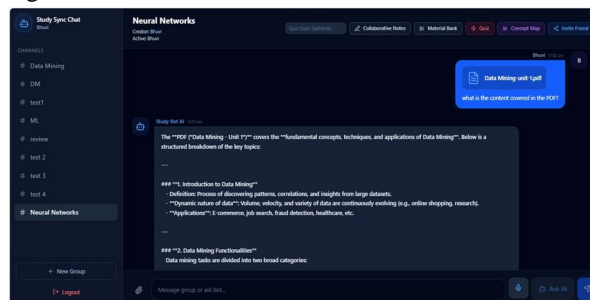 Study Sync Chat
Bhuvi
CHANNELS
# Data Mining
# DM
# test1
# ML
# review
# test 2
# test 3
# test 4
# Neural Networks
+ New Group
Logout
Neural Networks
Creator: Bhuvi
Active: Bhuvi
Quiz topic (optional)
Collaborative Notes
Material Bank
Quiz
Concept Map
Invite Friend
Bhuvi
B
Data Mining-unit-1.pdf
what is the content covered in the PDF?
Study Bot AI
The **PDF ("Data Mining - Unit 1")** covers the **fundamental concepts, techniques, and applications of Data Mining**. Below is a
structured breakdown of the key topics:
---
### **1. Introduction to Data Mining**
- Definition: Process of discovering patterns, correlations, and insights from large datasets.
- **Dynamic nature of data**: Volume, velocity, and variety of data are continuously evolving (e.g., online shopping, research).
- **Applications**: E-commerce, job search, fraud detection, healthcare, etc.
---
### **2. Data Mining Functionalities**
Data mining tasks are divided into two broad categories:
Message group or ask bot...
Ask AI